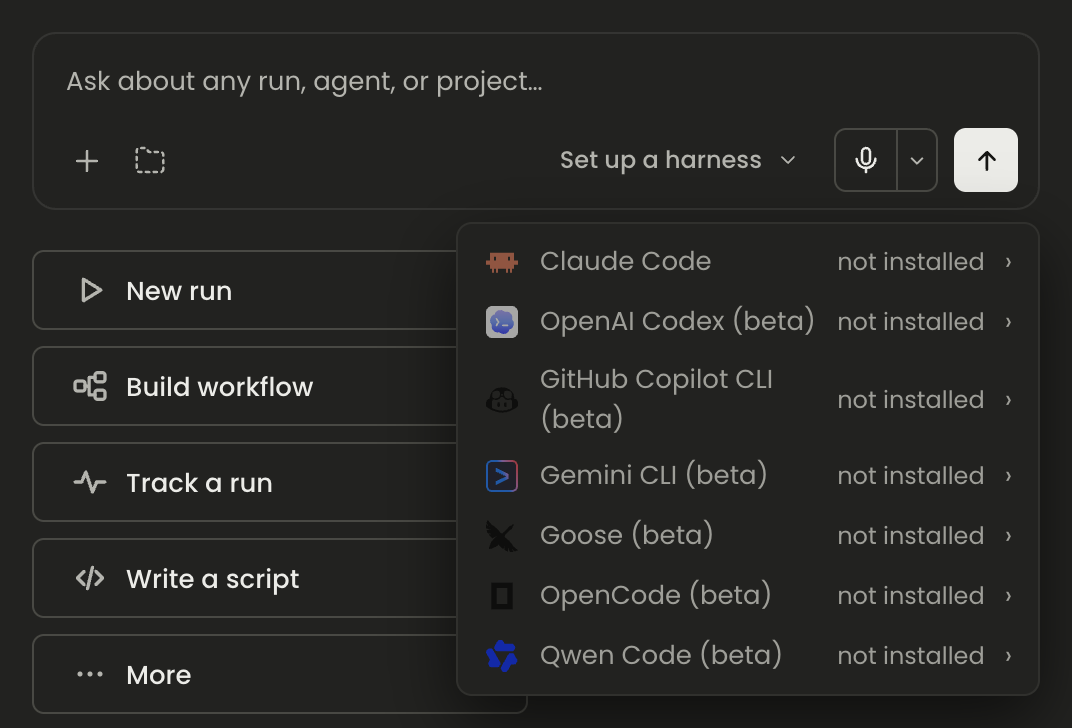 Ask about any run, agent, or project...
Set up a harness
New run
Build workflow
Track a run
Write a script
More
Claude Code not installed
OpenAI Codex (beta) not installed
GitHub Copilot CLI
(beta) not installed
Gemini CLI (beta) not installed
Goose (beta) not installed
OpenCode (beta) not installed
Qwen Code (beta) not installed